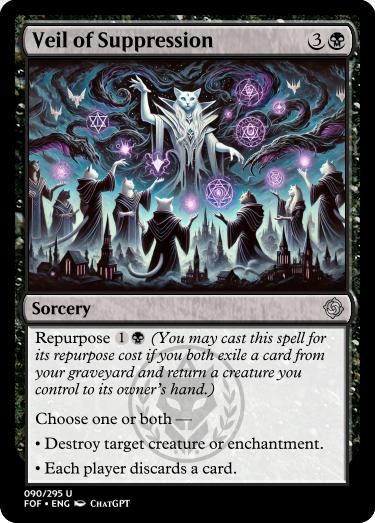 Veil of Suppression 3
Sorcery
Repurpose 1 (You may cast this spell for
its repurpose cost if you both exile a card from
your graveyard and return a creature you
control to its owner's hand.)
Choose one or both —
• Destroy target creature or enchantment.
• Each player discards a card.
090/295 U
FOF • ENG ChatGPT